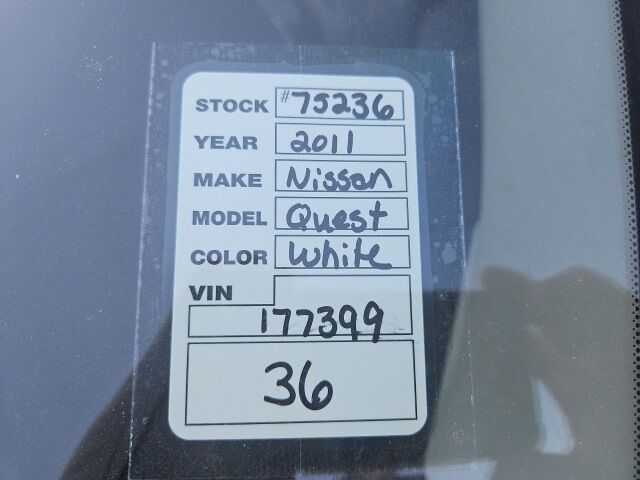 STOCK #75236
YEAR 2011
MAKE Nissan
MODEL Quest
COLOR White
VIN
177399
36